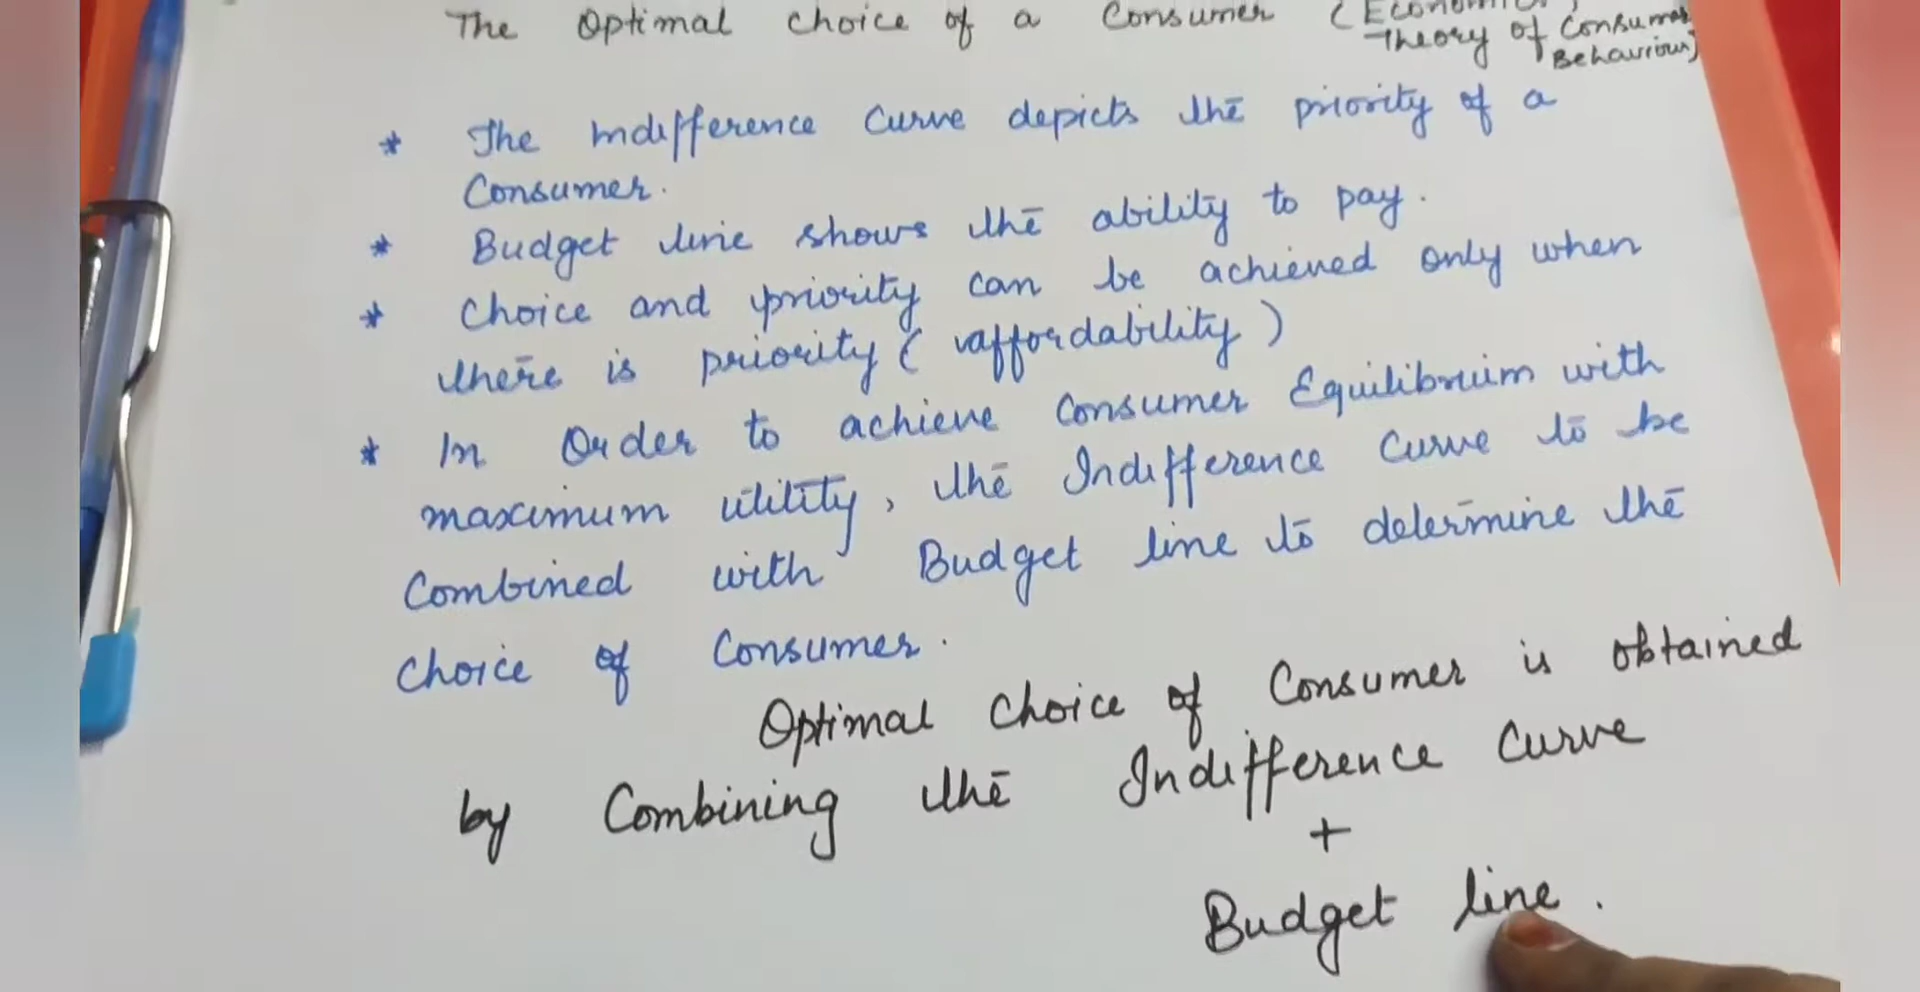 The Optimal Choice of a Consumer (Economics,
Theory of Consumer
Behaviour)
* The Indifference Curve depicts the priority of a
Consumer.
* Budget line shows the ability to pay.
* Choice and priority can be achieved only when
there is priority (affordability)
* In Order to achieve Consumer Equilibrium with
maximum utility, the Indifference Curve to be
Combined with Budget line to determine the
choice of Consumer.
Optimal choice of Consumer is obtained
by Combining the Indifference Curve
+
Budget line.